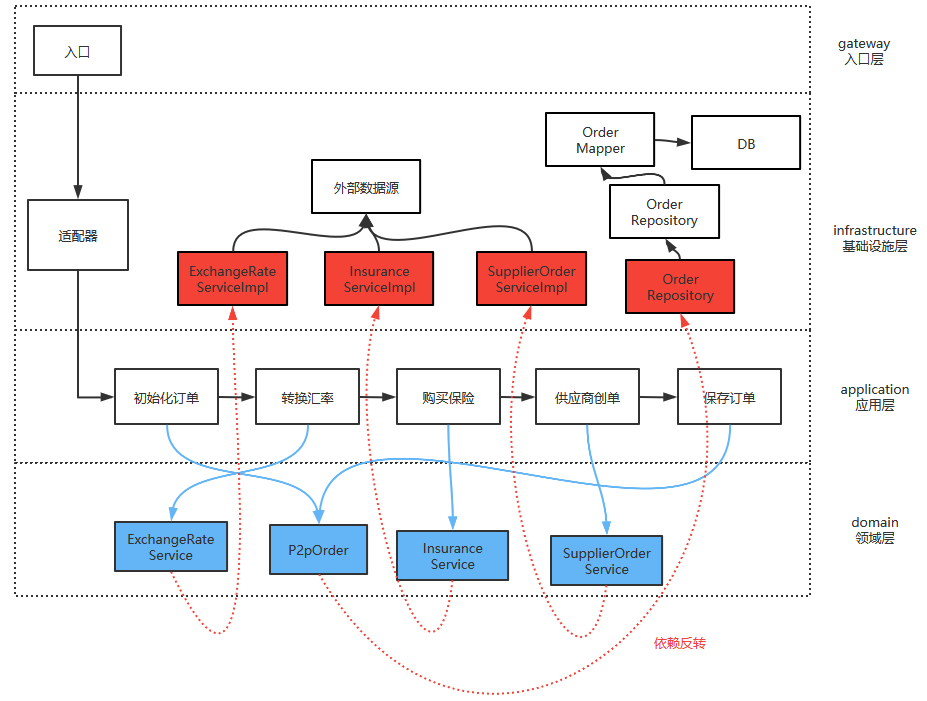 入口
gateway
入口层
Order
Mapper
DB
外部数据源
Order
Repository
适配器
infrastructure
基础设施层
ExchangeRate
ServiceImpl
Insurance
ServiceImpl
SupplierOrder
ServiceImpl
Order
Repository
初始化订单
转换汇率
购买保险
供应商创单
保存订单
application
应用层
domain
领域层
ExchangeRate
Service
P2pOrder
Insurance
Service
SupplierOrder
Service
依赖反转